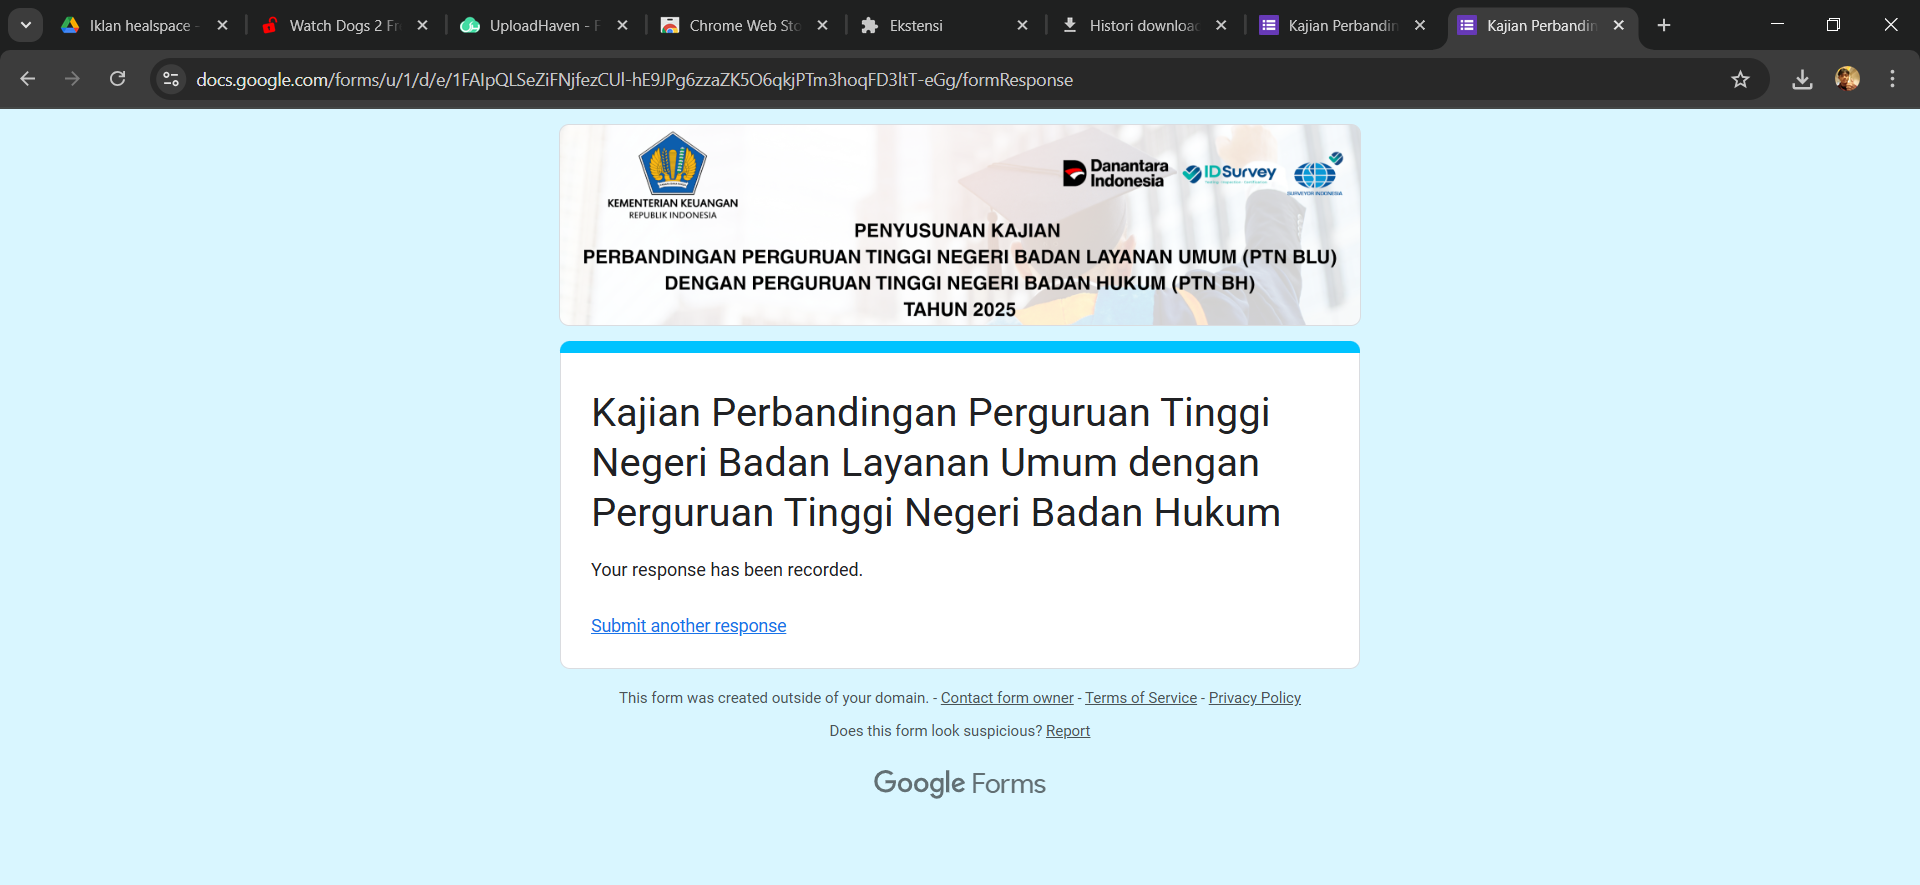 Iklan healspace -
Watch Dogs 2 Fr
UploadHaven - F
Chrome Web Sto
Ekstensi
Histori download
Kajian Perbandin
Kajian Perbandin
docs.google.com/forms/u/1/d/e/1FAIpQLSeZiFNjfezCUl-hE9JPg6zzaZK5O6qkjPTm3hoqFD3ltT-eGg/formResponse
KEMENTERIAN KEUANGAN
REPUBLIK INDONESIA
Danantara
Indonesia
IDSurvey
SURVEYOR INDONESIA
PENYUSUNAN KAJIAN
PERBANDINGAN PERGURUAN TINGGI NEGERI BADAN LAYANAN UMUM (PTN BLU)
DENGAN PERGURUAN TINGGI NEGERI BADAN HUKUM (PTN BH)
TAHUN 2025
Kajian Perbandingan Perguruan Tinggi
Negeri Badan Layanan Umum dengan
Perguruan Tinggi Negeri Badan Hukum
Your response has been recorded.
Submit another response
This form was created outside of your domain. - Contact form owner - Terms of Service - Privacy Policy
Does this form look suspicious? Report
Google Forms